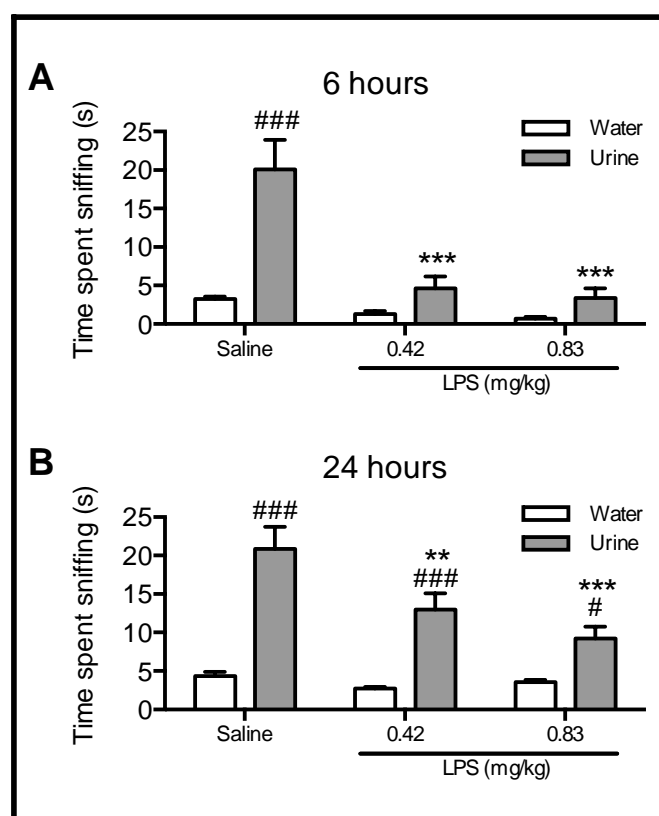 A
6 hours
Time spent sniffing (s)
25
20
15
10
5
0
###
***
***
Water
Urine
Saline
0.42
0.83
LPS (mg/kg)
B
24 hours
Time spent sniffing (s)
25
20
15
10
5
0
###
**
###
***
#
Water
Urine
Saline
0.42
0.83
LPS (mg/kg)